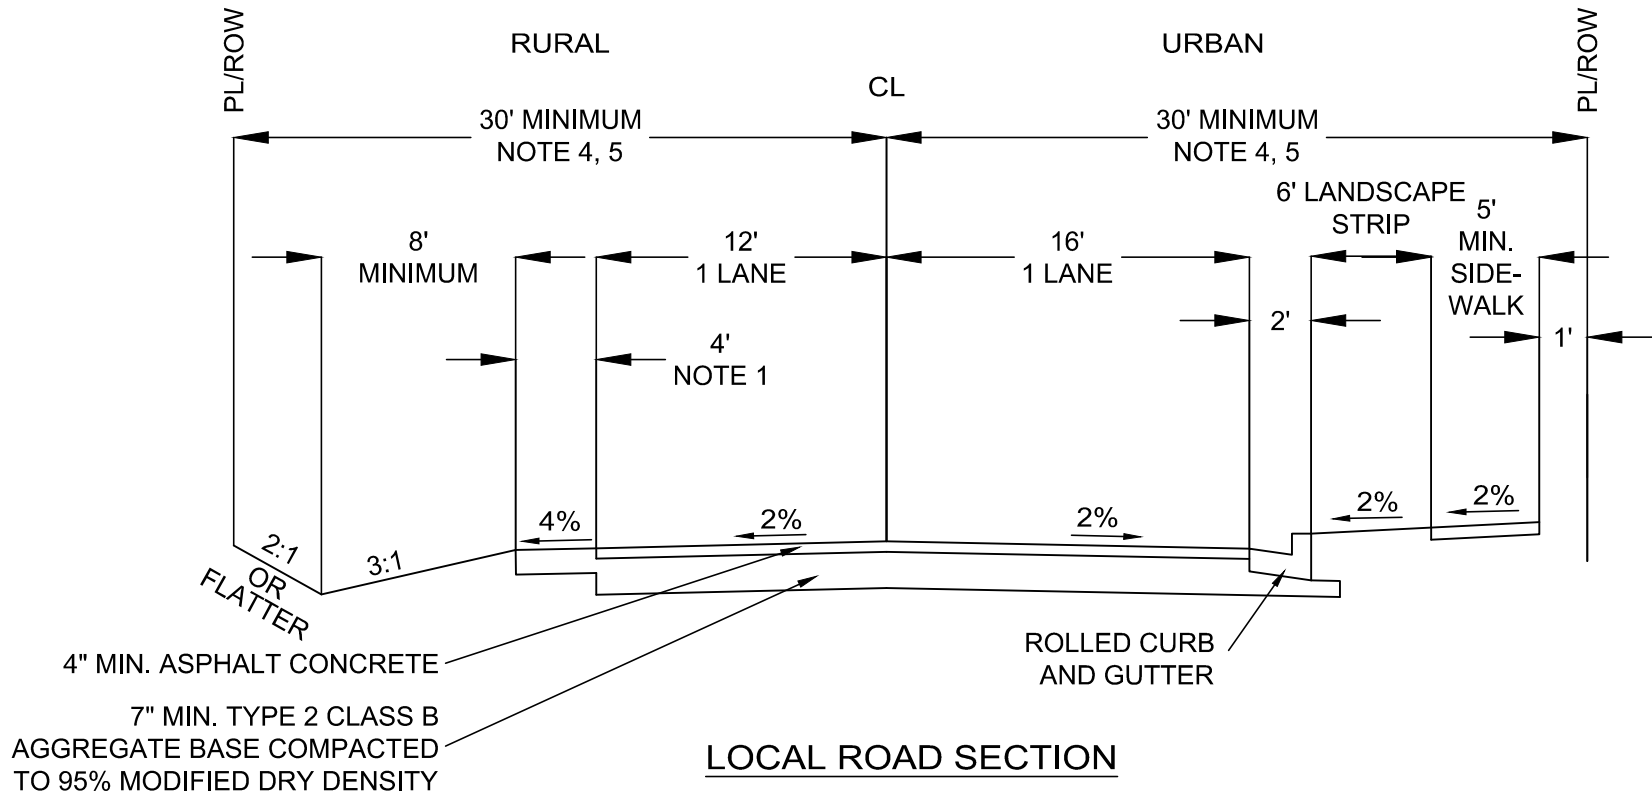 PL/ROW
RURAL
URBAN
PL/ROW
CL
30' MINIMUM
NOTE 4, 5
30' MINIMUM
NOTE 4, 5
8'
MINIMUM
12'
1 LANE
16'
1 LANE
6' LANDSCAPE
STRIP
5'
MIN.
SIDE-
WALK
4'
NOTE 1
2'
1'
2:1
OR
FLATTER
3:1
4%
2%
2%
2%
2%
4" MIN. ASPHALT CONCRETE
7" MIN. TYPE 2 CLASS B
AGGREGATE BASE COMPACTED
TO 95% MODIFIED DRY DENSITY
ROLLED CURB
AND GUTTER
LOCAL ROAD SECTION